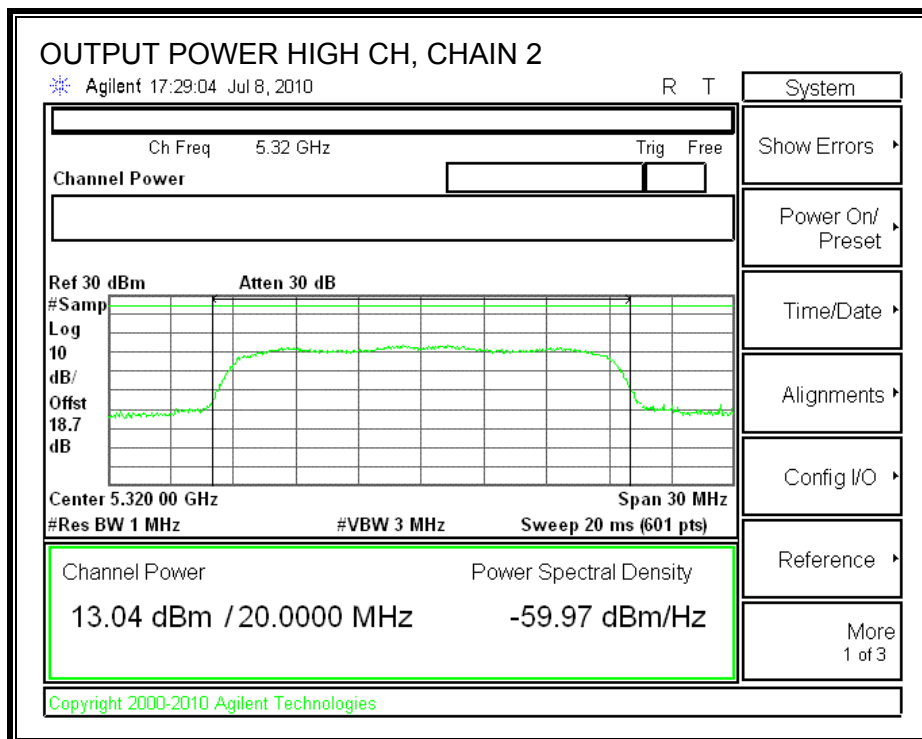 OUTPUT POWER HIGH CH, CHAIN 2
Agilent 17:29:04 Jul 8, 2010 R T
System
Ch Freq 5.32 GHz Trig Free
Show Errors
Channel Power
Power On/
Preset
Ref 30 dBm Atten 30 dB
#Samp
Log
10
dB/
Offst
18.7
dB
Time/Date
Alignments
Config I/O
Center 5.320 00 GHz Span 30 MHz
#Res BW 1 MHz #VBW 3 MHz Sweep 20 ms (601 pts)
Channel Power Power Spectral Density
13.04 dBm / 20.0000 MHz -59.97 dBm/Hz
Reference
More
1 of 3
Copyright 2000-2010 Agilent Technologies